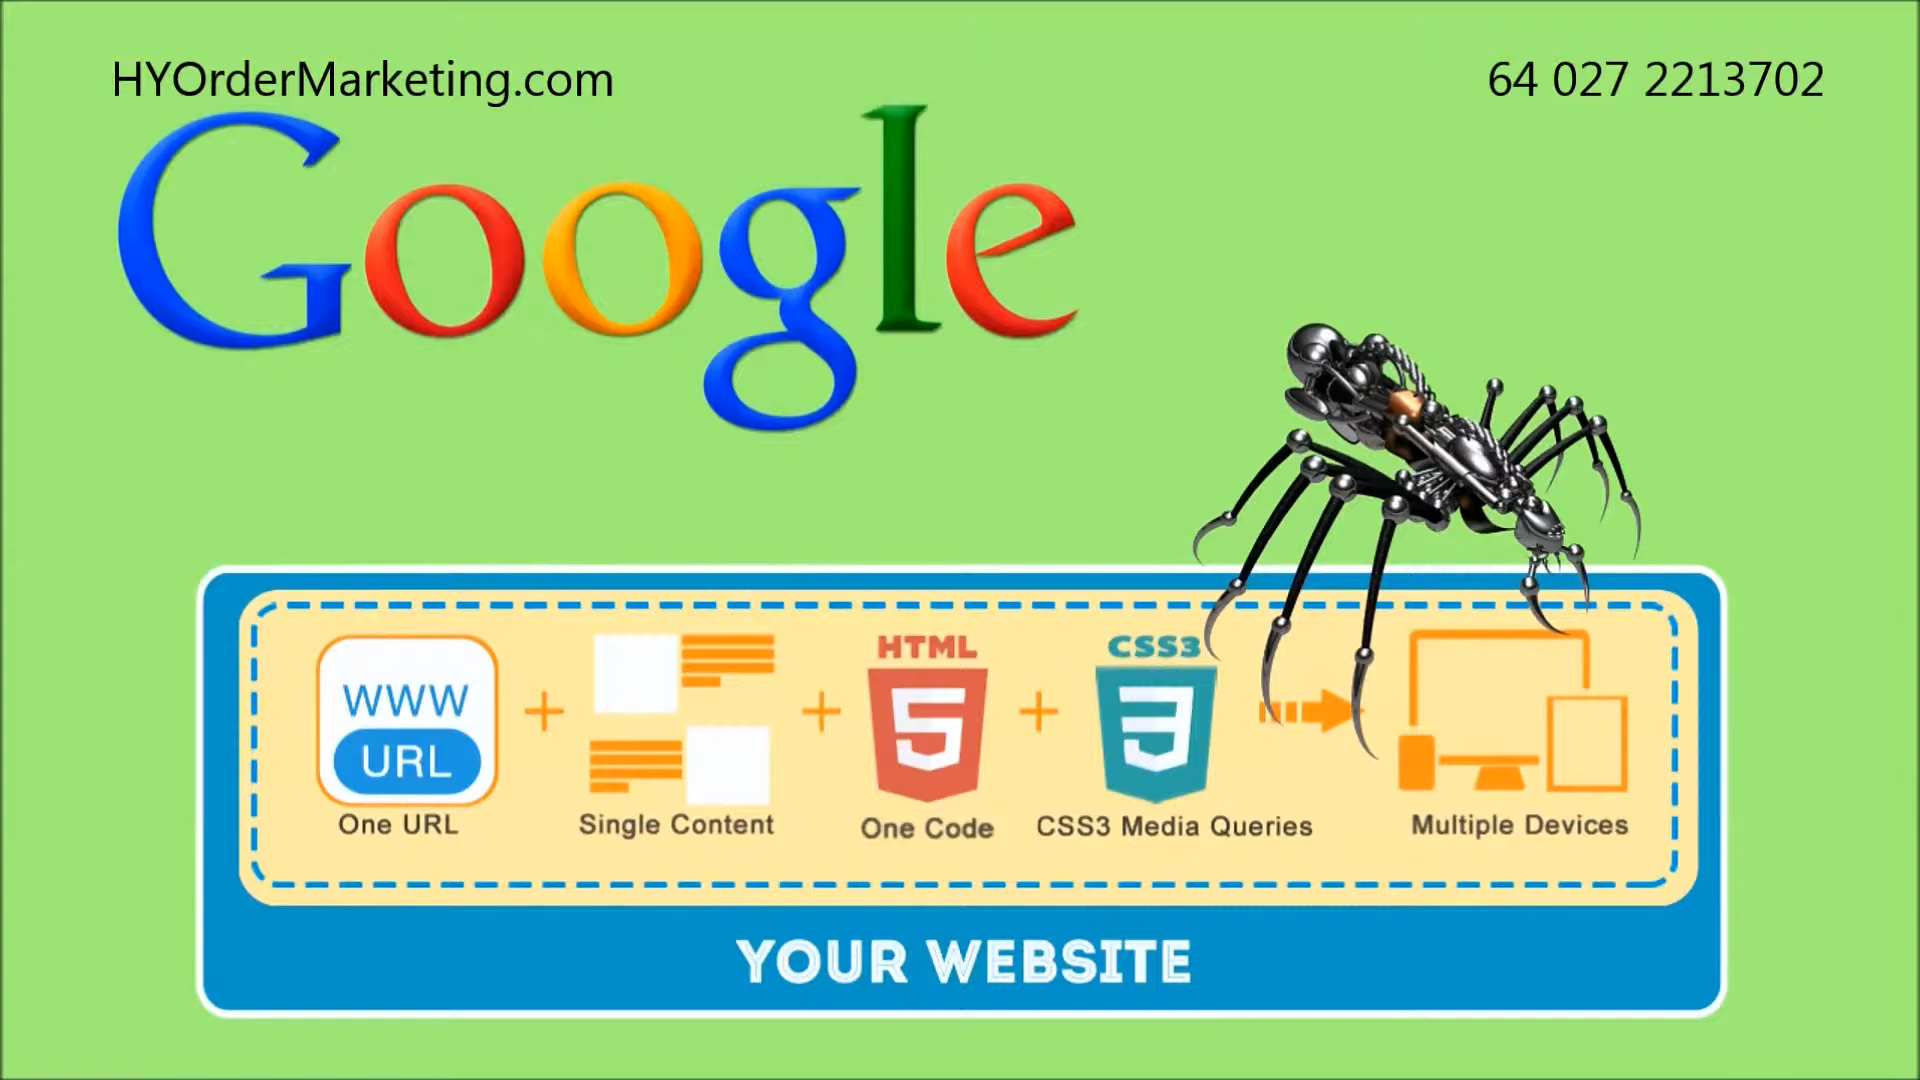 HYOrderMarketing.com
64 027 2213702
Google
WWW
URL
One URL
Single Content
HTML
5
One Code
CSS3
3
CSS3 Media Queries
Multiple Devices
YOUR WEBSITE